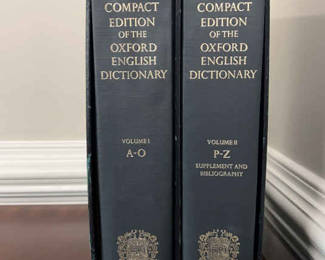 COMPACT
EDITION
OF THE
OXFORD
ENGLISH
DICTIONARY
VOLUME I
A-O
COMPACT
EDITION
OF THE
OXFORD
ENGLISH
DICTIONARY
VOLUME II
P-Z
SUPPLEMENT AND
BIBLIOGRAPHY